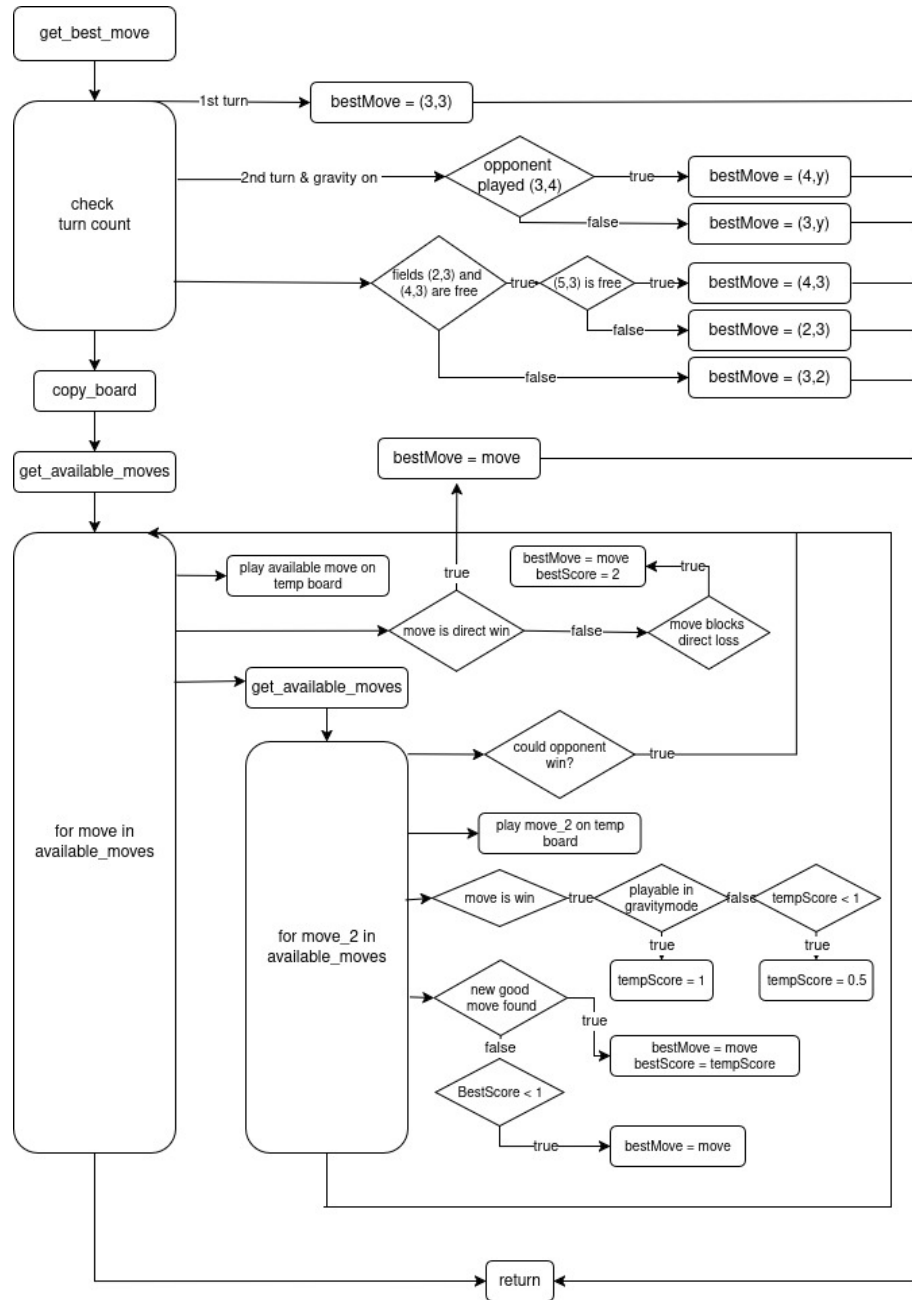 get_best_move
1st turn
bestMove = (3,3)
check
turn count
2nd turn & gravity on
opponent
played (3,4)
true
bestMove = (4,y)
false
bestMove = (3,y)
fields (2,3) and
(4,3) are free
true
(5,3) is free
true
bestMove = (4,3)
false
bestMove = (2,3)
false
bestMove = (3,2)
copy_board
get_available_moves
bestMove = move
for move in
available_moves
play available move on
temp board
true
bestMove = move
bestScore = 2
true
move is direct win
false
move blocks
direct loss
get_available_moves
could opponent
win?
true
for move_2 in
available_moves
play move_2 on temp
board
move is win
true
playable in
gravitymode
false
tempScore < 1
true
true
tempScore = 1
tempScore = 0.5
new good
move found
true
false
bestMove = move
bestScore = tempScore
BestScore < 1
true
bestMove = move
return